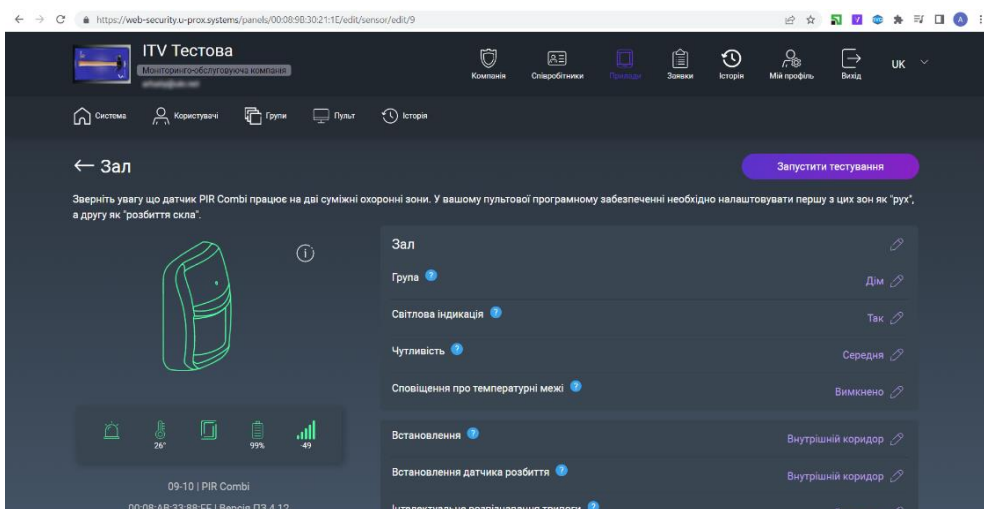 https://web-security.u-prox.systems/panels/00:08:9B:30:21:1E/edit/sensor/edit/9
ITV Тестова
Моніторинго-обслуговуюча компанія
Компанія
Співробітники
Прилади
Заявки
Історія
Мій профіль
Вихід
UK
Система
Користувачі
Групи
Пульт
Історія
Зал
Запустити тестування
Зверніть увагу що датчик PIR Combi працює на дві суміжні охоронні зони. У вашому пультової програмному забезпеченні необхідно налаштовувати першу з цих зон як "рух",
а другу як "розбиття скла".
Зал
Група
Дім
Світлова індикація
Так
Чутливість
Середня
Сповіщення про температурні межі
Вимкнено
26°
99%
-49
Встановлення
Внутрішній коридор
Встановлення датчика розбиття
Внутрішній коридор
09-10 | PIR Combi